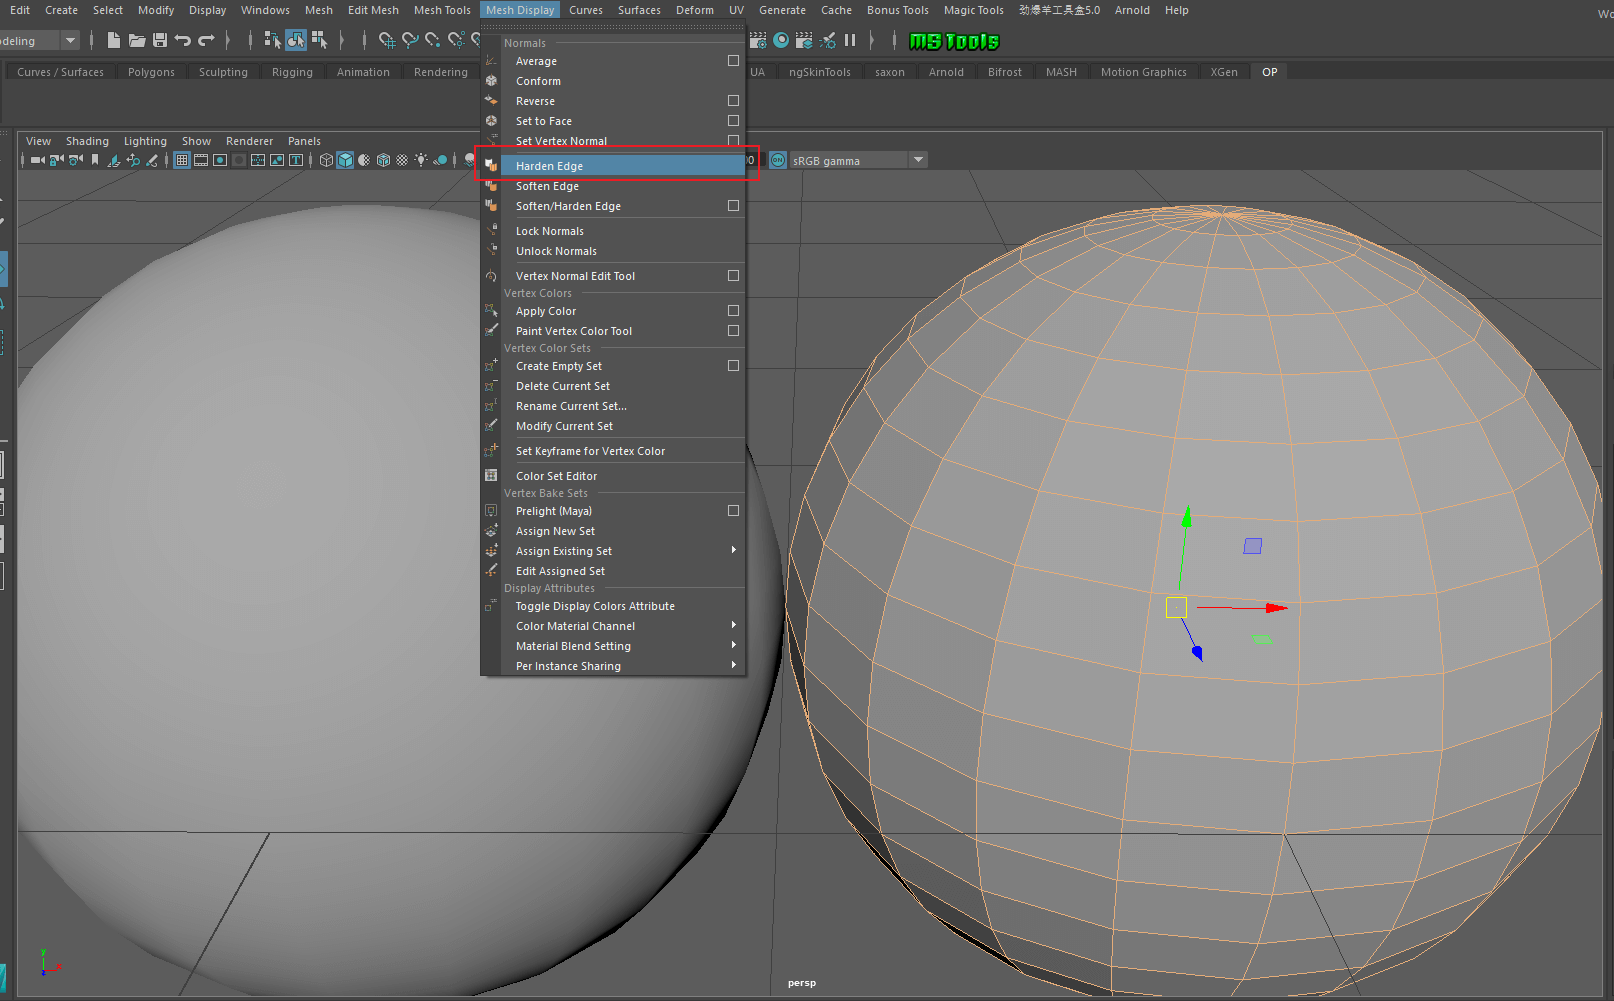 Edit Create Select Modify Display Windows Mesh Edit Mesh Mesh Tools Mesh Display Curves Surfaces Deform UV Generate Cache Bonus Tools Magic Tools 劲爆羊工具盒5.0 Arnold Help
MS Tools
Curves / Surfaces Polygons Sculpting Rigging Animation Rendering UA ngSkinTools saxon Arnold Bifrost MASH Motion Graphics XGen OP
View Shading Lighting Show Renderer Panels
ON sRGB gamma
Normals
Average
Conform
Reverse
Set to Face
Set Vertex Normal
Harden Edge
Soften Edge
Soften/Harden Edge
Lock Normals
Unlock Normals
Vertex Normal Edit Tool
Vertex Colors
Apply Color
Paint Vertex Color Tool
Vertex Color Sets
Create Empty Set
Delete Current Set
Rename Current Set...
Modify Current Set
Set Keyframe for Vertex Color
Color Set Editor
Vertex Bake Sets
Prelight (Maya)
Assign New Set
Assign Existing Set
Edit Assigned Set
Display Attributes
Toggle Display Colors Attribute
Color Material Channel
Material Blend Setting
Per Instance Sharing
y
x
z
persp